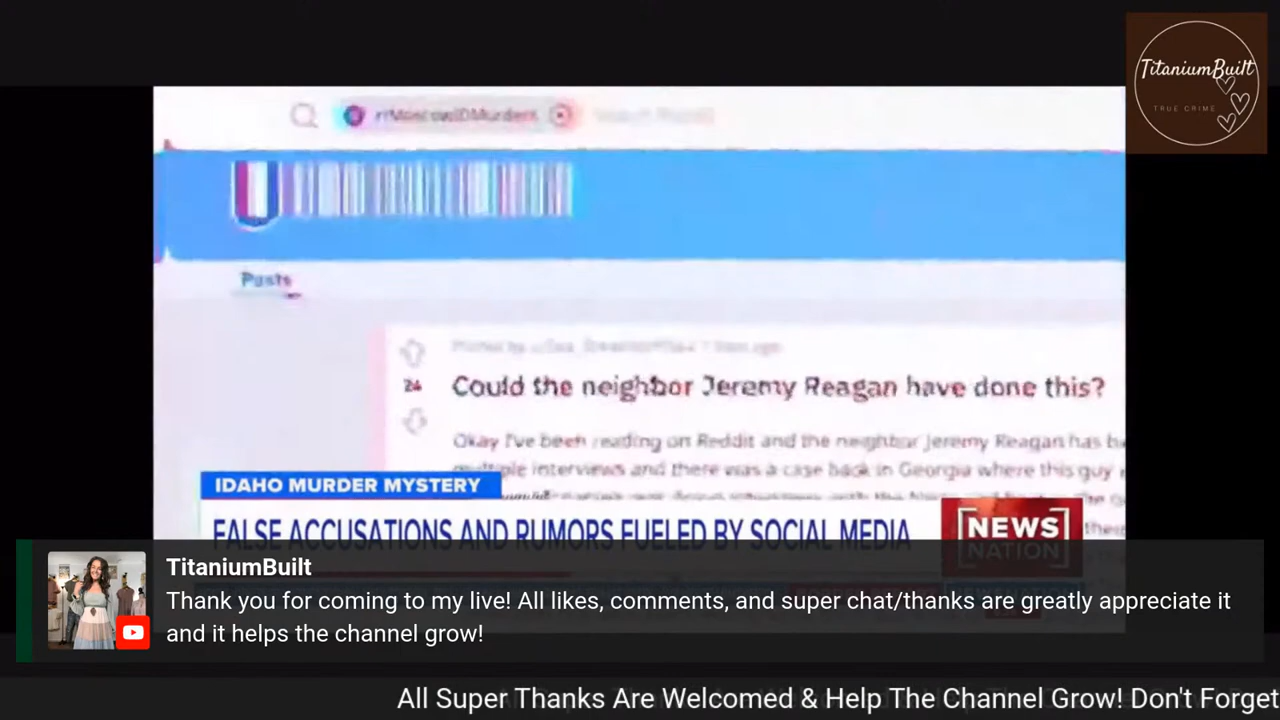 TitaniumBuilt
TRUE CRIME
r/MoscowIDMurders
Posts
24
Could the neighbor Jeremy Reagan have done this?
Okay I've been reading on Reddit and the neighbor Jeremy Reagan has
multiple interviews and there was a case back in Georgia where this guy
IDAHO MURDER MYSTERY
FALSE ACCUSATIONS AND RUMORS FUELED BY SOCIAL MEDIA
NEWS
NATION
TitaniumBuilt
Thank you for coming to my live! All likes, comments, and super chat/thanks are greatly appreciate it
and it helps the channel grow!
All Super Thanks Are Welcomed & Help The Channel Grow! Don't Forget